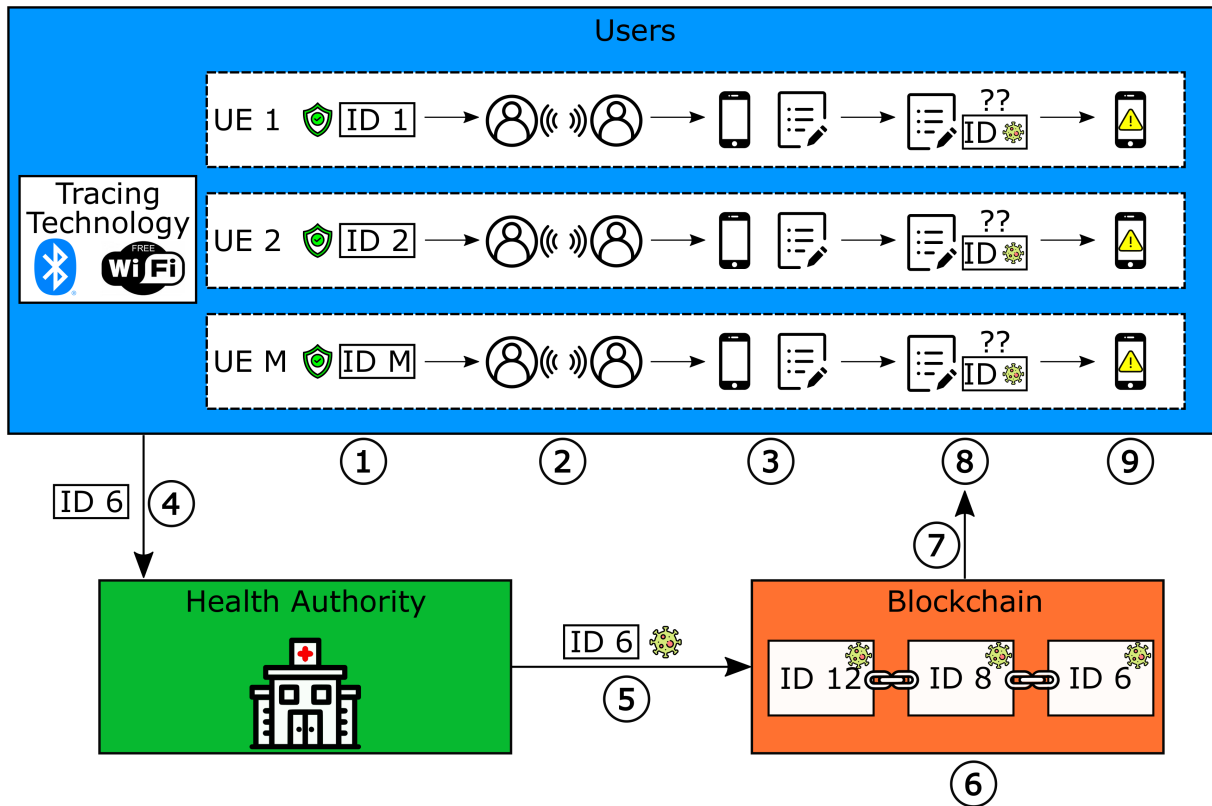 Users
UE 1 ID 1
??
ID
Tracing
Technology
FREE
Wi Fi
UE 2 ID 2
??
ID
UE M ID M
??
ID
1 2 3 8 9
ID 6 4
7
Health Authority
Blockchain
ID 6
5
ID 12 ID 8 ID 6
6